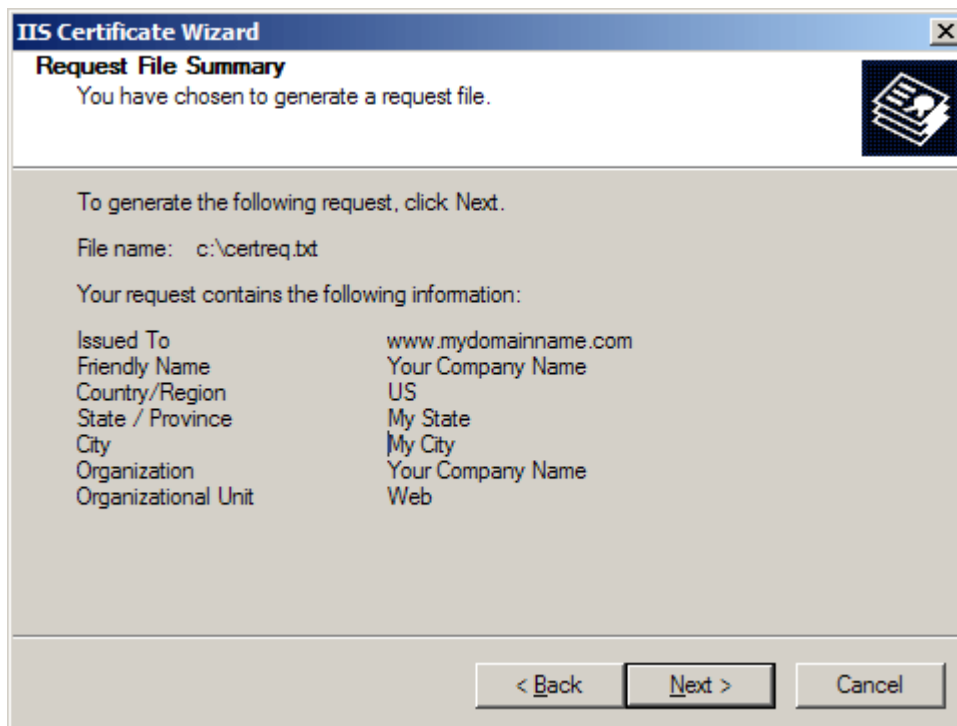 IIS Certificate Wizard
Request File Summary
You have chosen to generate a request file.
To generate the following request, click Next.
File name: c:\certreq.txt
Your request contains the following information:
Issued To www.mydomainname.com
Friendly Name Your Company Name
Country/Region US
State / Province My State
City My City
Organization Your Company Name
Organizational Unit Web
< Back Next > Cancel